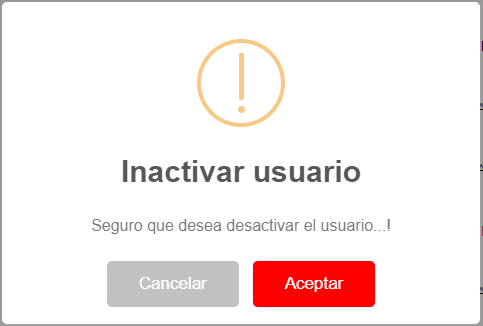 Inactivar usuario
Seguro que desea desactivar el usuario...!
Cancelar
Aceptar